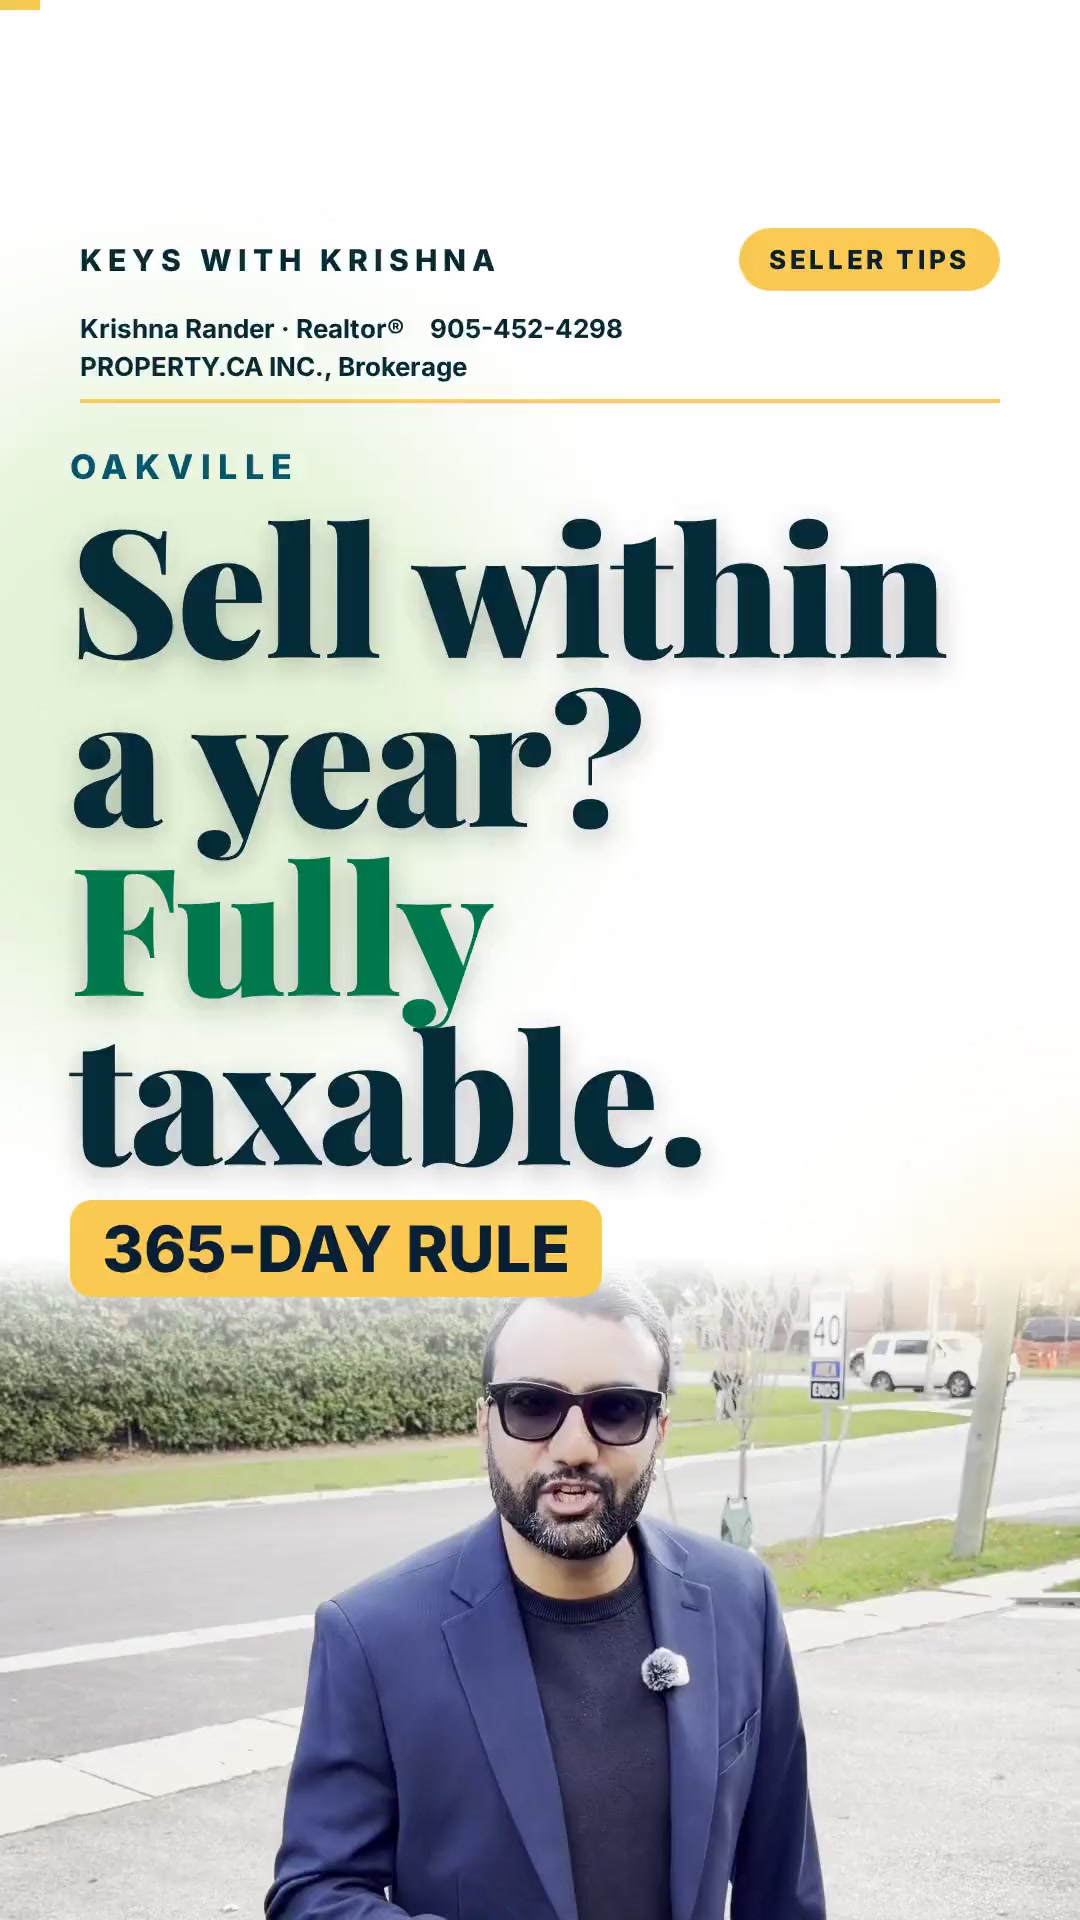 KEYS WITH KRISHNA
SELLER TIPS
Krishna Rander · Realtor® 905-452-4298
PROPERTY.CA INC., Brokerage
OAKVILLE
Sell within
a year?
Fully
taxable.
365-DAY RULE
40
ENDS